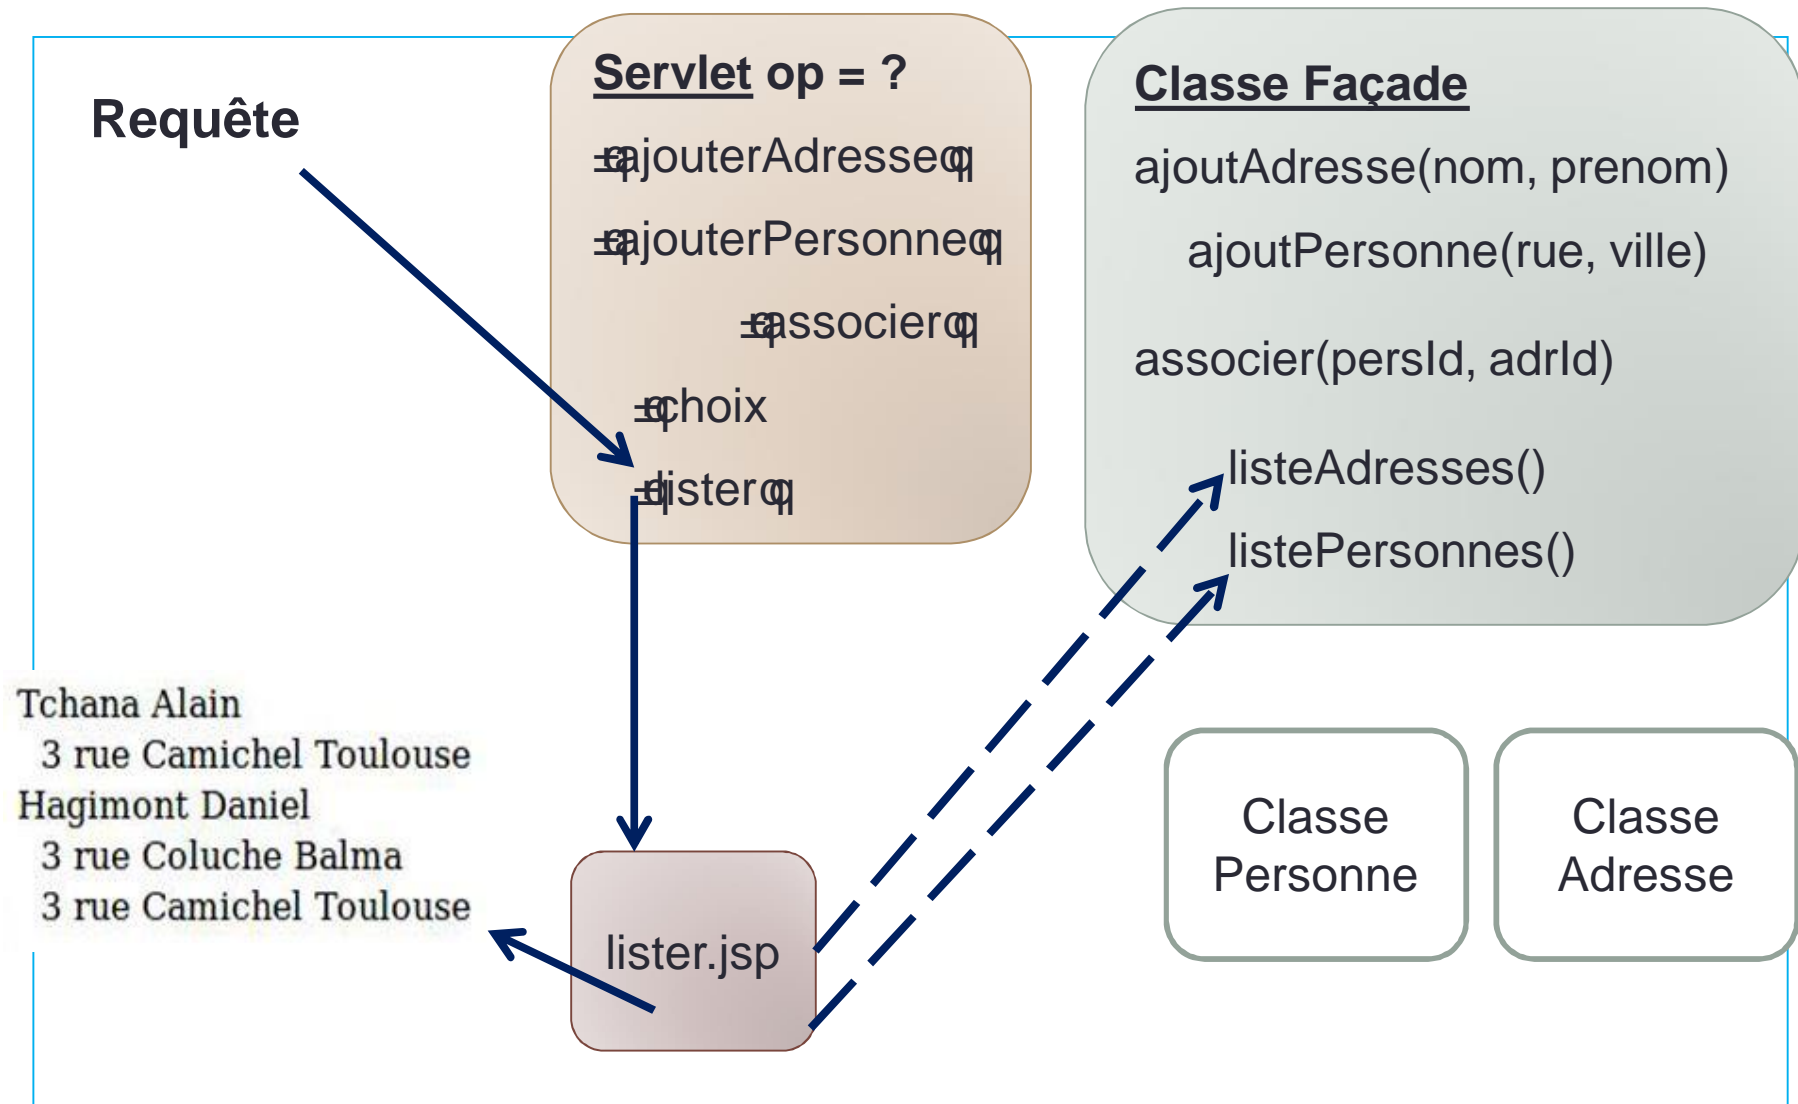 Requête
Servlet op = ?
ajouterAdresse
ajouterPersonne
associer
choix
lister
Classe Façade
ajoutAdresse(nom, prenom)
ajoutPersonne(rue, ville)
associer(persId, adrId)
listeAdresses()
listePersonnes()
Tchana Alain
3 rue Camichel Toulouse
Hagimont Daniel
3 rue Coluche Balma
3 rue Camichel Toulouse
lister.jsp
Classe
Personne
Classe
Adresse